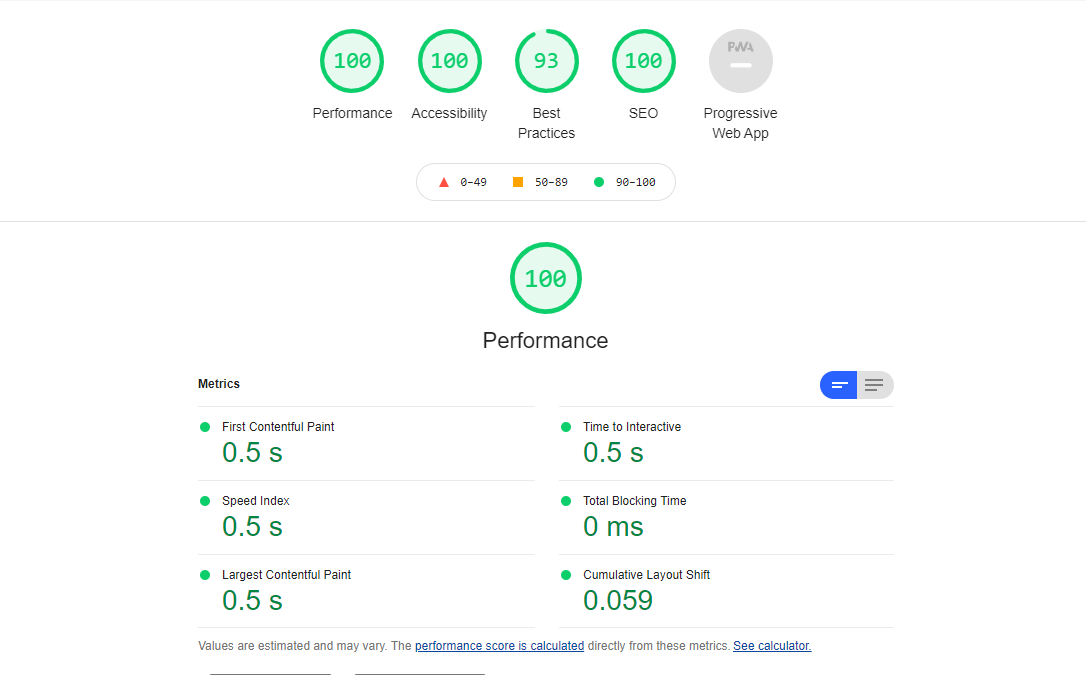 100 100 93 100 PWA
Performance Accessibility Best Practices SEO Progressive Web App
0–49 50–89 90–100
100
Performance
Metrics
First Contentful Paint
0.5 s
Time to Interactive
0.5 s
Speed Index
0.5 s
Total Blocking Time
0 ms
Largest Contentful Paint
0.5 s
Cumulative Layout Shift
0.059
Values are estimated and may vary. The performance score is calculated directly from these metrics. See calculator.